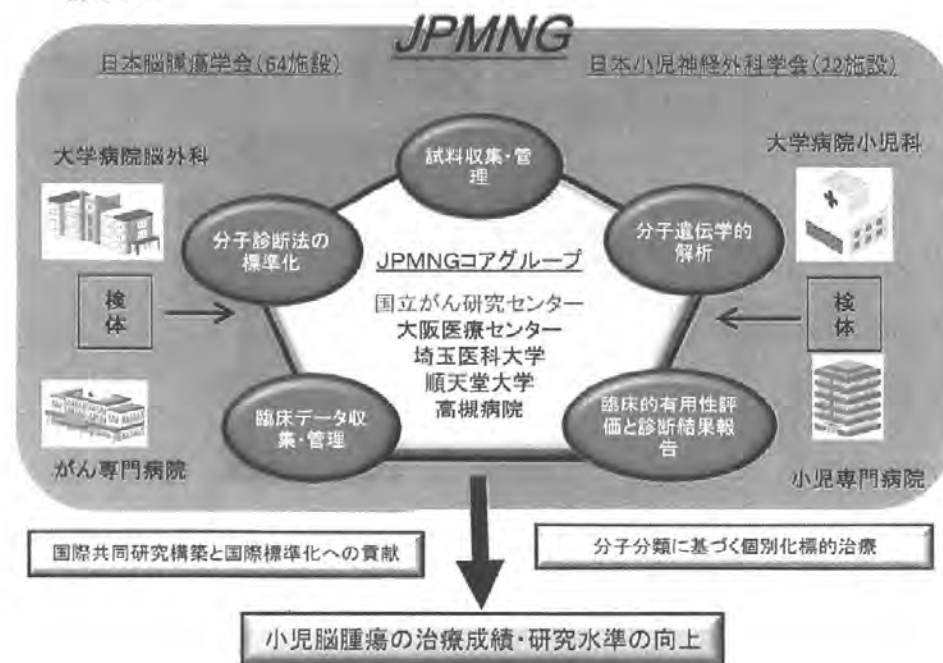 JPMNG
日本脳腫瘍学会(64施設)
日本小児神経外科学会(22施設)
大学病院脳外科
大学病院小児科
試料収集・管
理
分子診断法の
標準化
分子遺伝学的
解析
JPMNGコアグループ
国立がん研究センター
大阪医療センター
埼玉医科大学
順天堂大学
高槻病院
検
体
検
体
臨床データ収
集・管理
臨床的有用性評
価と診断結果報
告
がん専門病院
小児専門病院
国際共同研究構築と国際標準化への貢献
分子分類に基づく個別化標的治療
小児脳腫瘍の治療成績・研究水準の向上